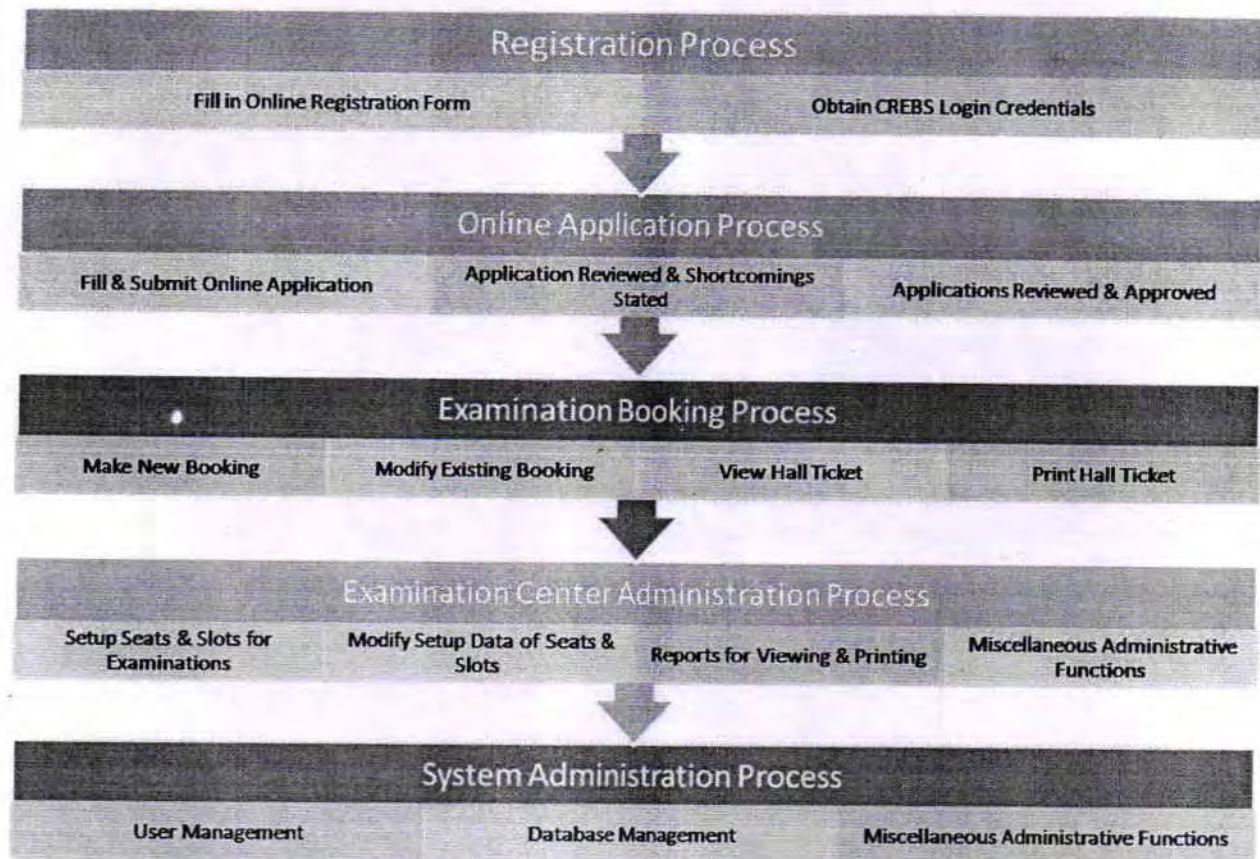 Registration Process
Fill in Online Registration Form
Obtain CREBS Login Credentials
Online Application Process
Fill & Submit Online Application
Application Reviewed & Shortcomings
Stated
Applications Reviewed & Approved
Examination Booking Process
Make New Booking
Modify Existing Booking
View Hall Ticket
Print Hall Ticket
Examination Center Administration Process
Setup Seats & Slots for
Examinations
Modify Setup Data of Seats &
Slots
Reports for Viewing & Printing
Miscellaneous Administrative
Functions
System Administration Process
User Management
Database Management
Miscellaneous Administrative Functions